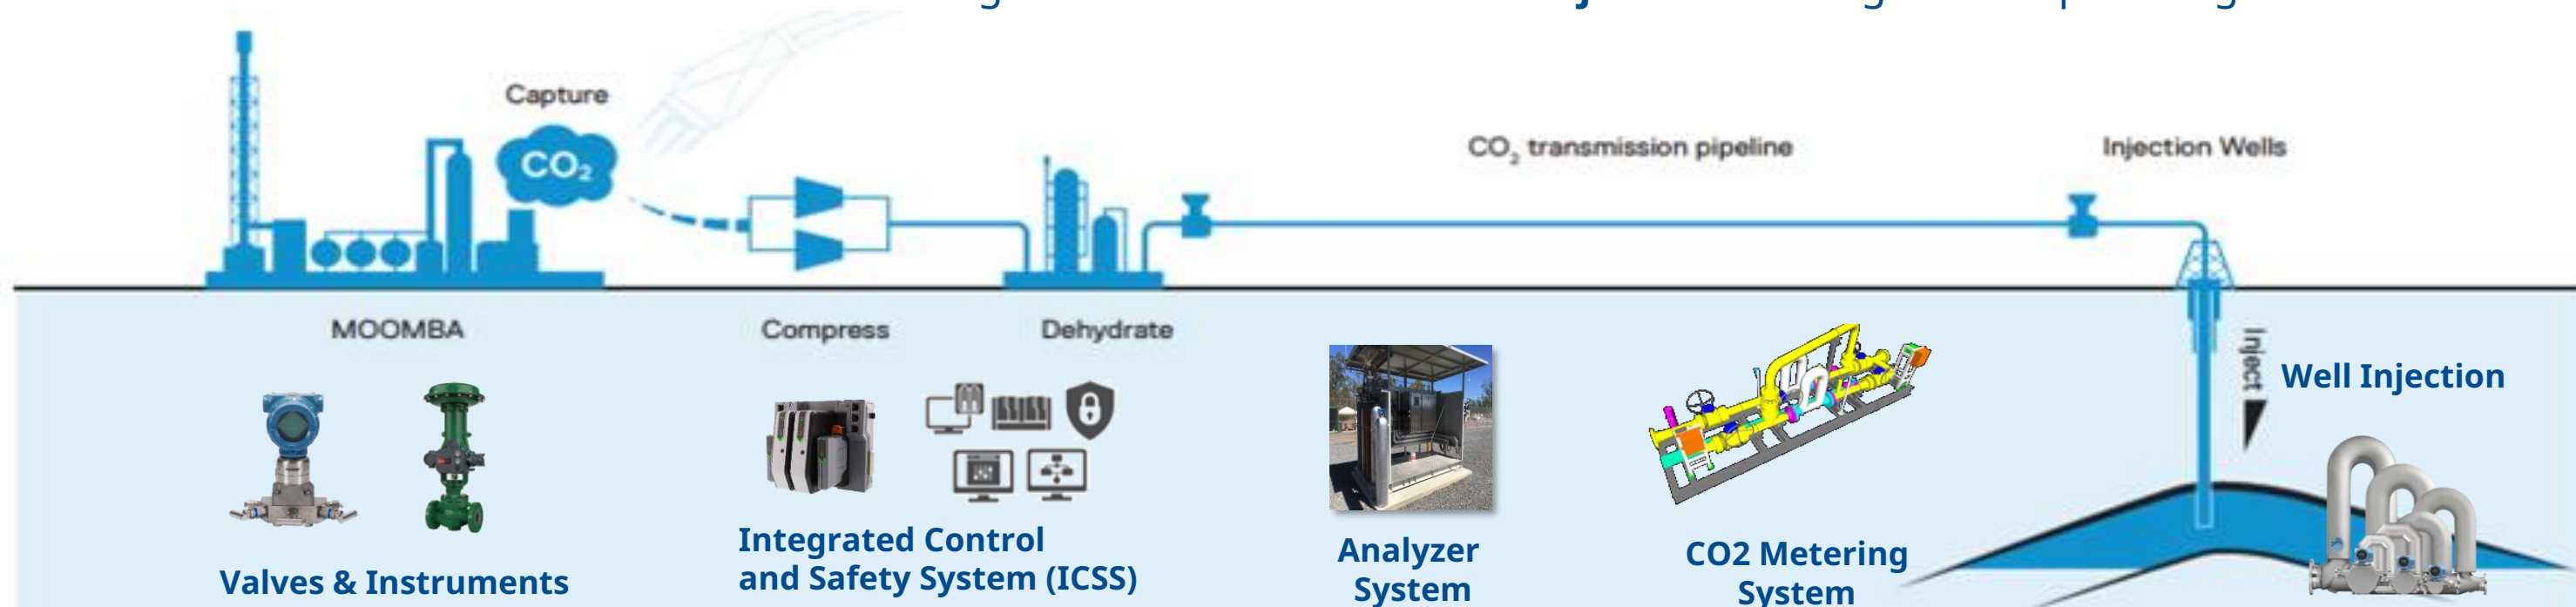 Capture
CO₂
CO₂ transmission pipeline
Injection Wells
MOOMBA
Compress
Dehydrate
Inject
Well Injection
Valves & Instruments
Integrated Control
and Safety System (ICSS)
Analyzer
System
CO2 Metering
System